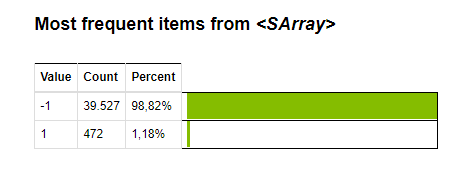 Most frequent items from <SArray>
Value Count Percent
-1 39.527 98,82%
1 472 1,18%